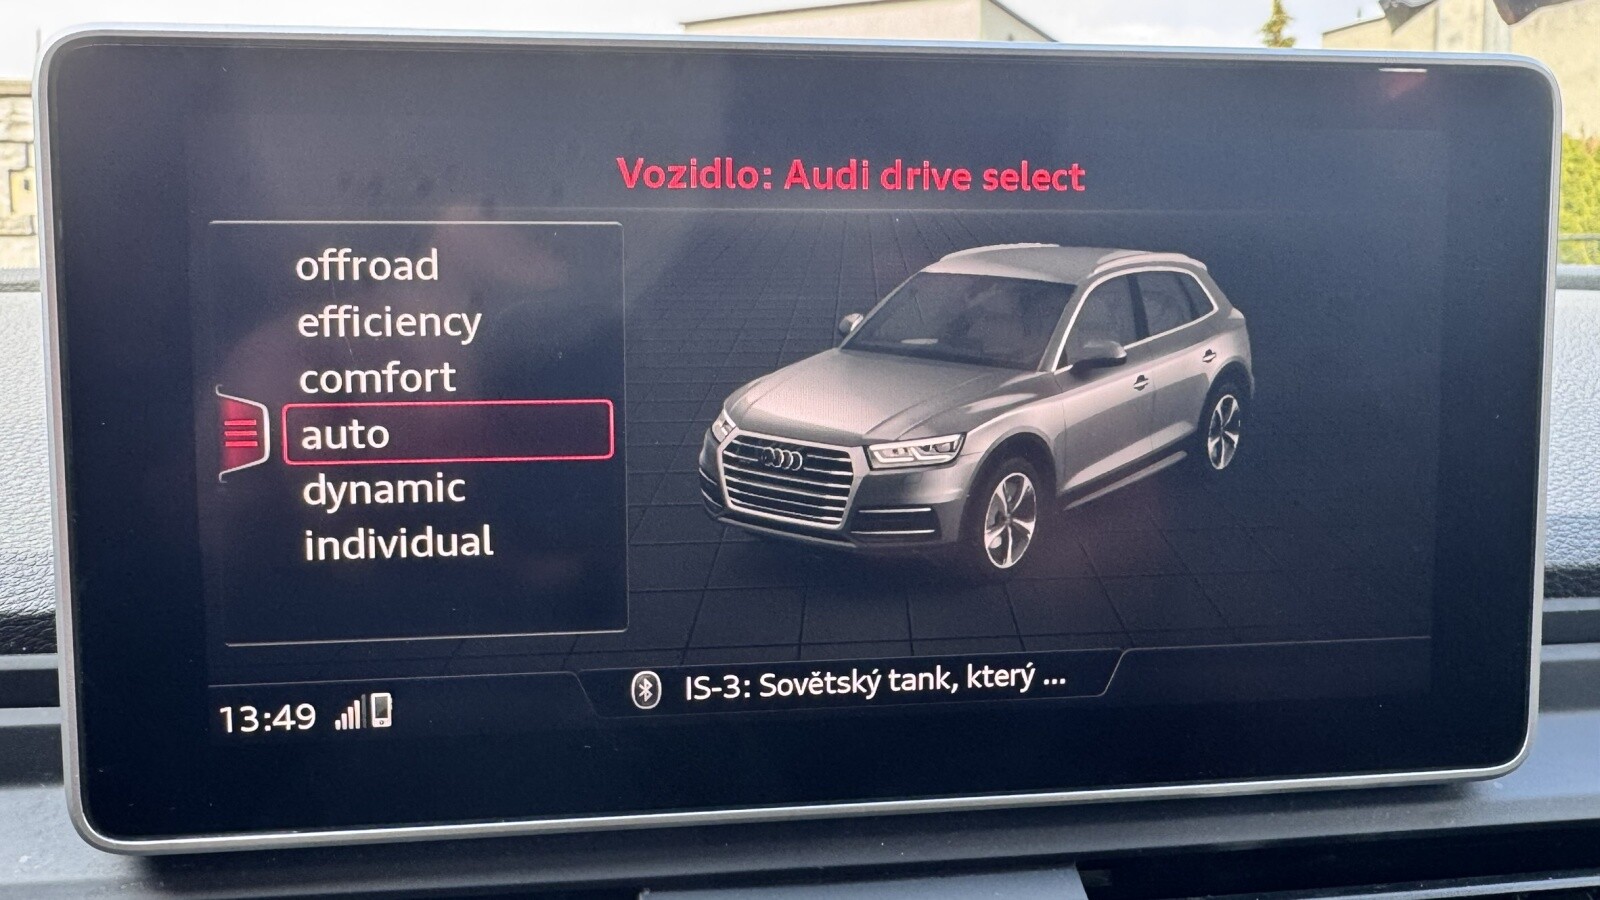 Vozidlo: Audi drive select
offroad
efficiency
comfort
auto
dynamic
individual
13:49
IS-3: Sovětský tank, který ...